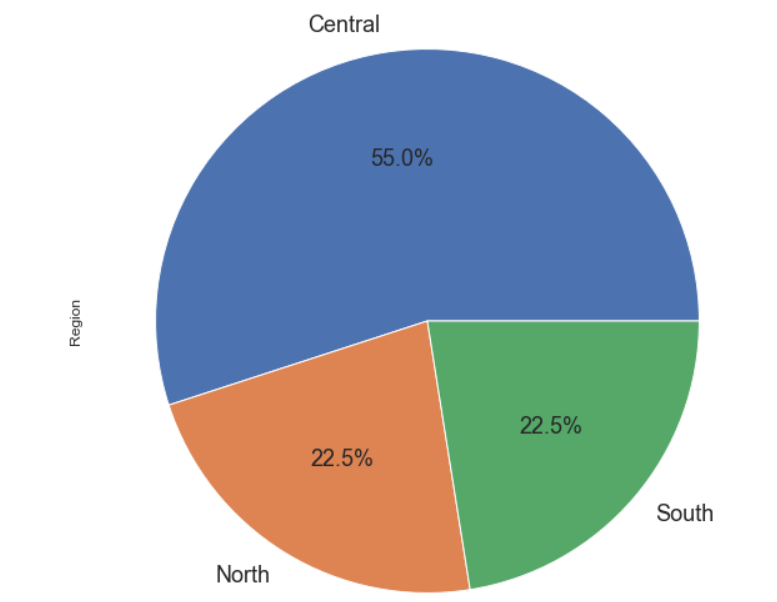 Central
55.0%
Region
22.5%
22.5%
South
North